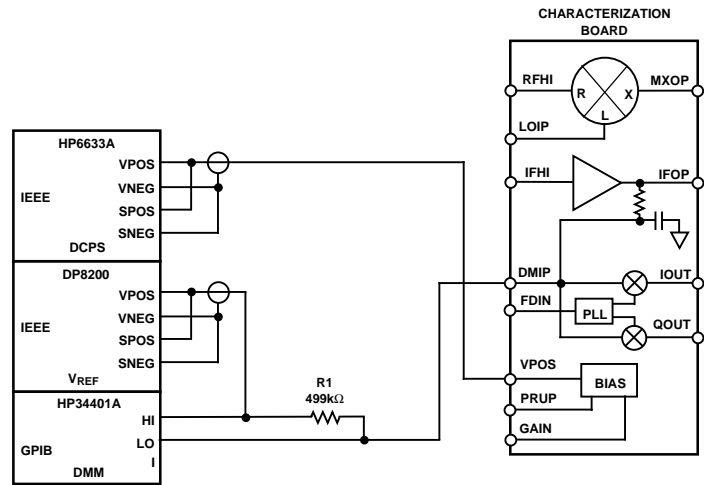 CHARACTERIZATION
BOARD
HP6633A
VPOS
VNEG
IEEE
SPOS
SNEG
DCPS
DP8200
VPOS
VNEG
IEEE
SPOS
SNEG
VREF
HP34401A
HI
LO
GPIB
I
DMM
R1
499kΩ
RFHI
R
X
MXOP
L
LOIP
IFHI
IFOP
DMIP
IOUT
FDIN
PLL
QOUT
VPOS
BIAS
PRUP
GAIN